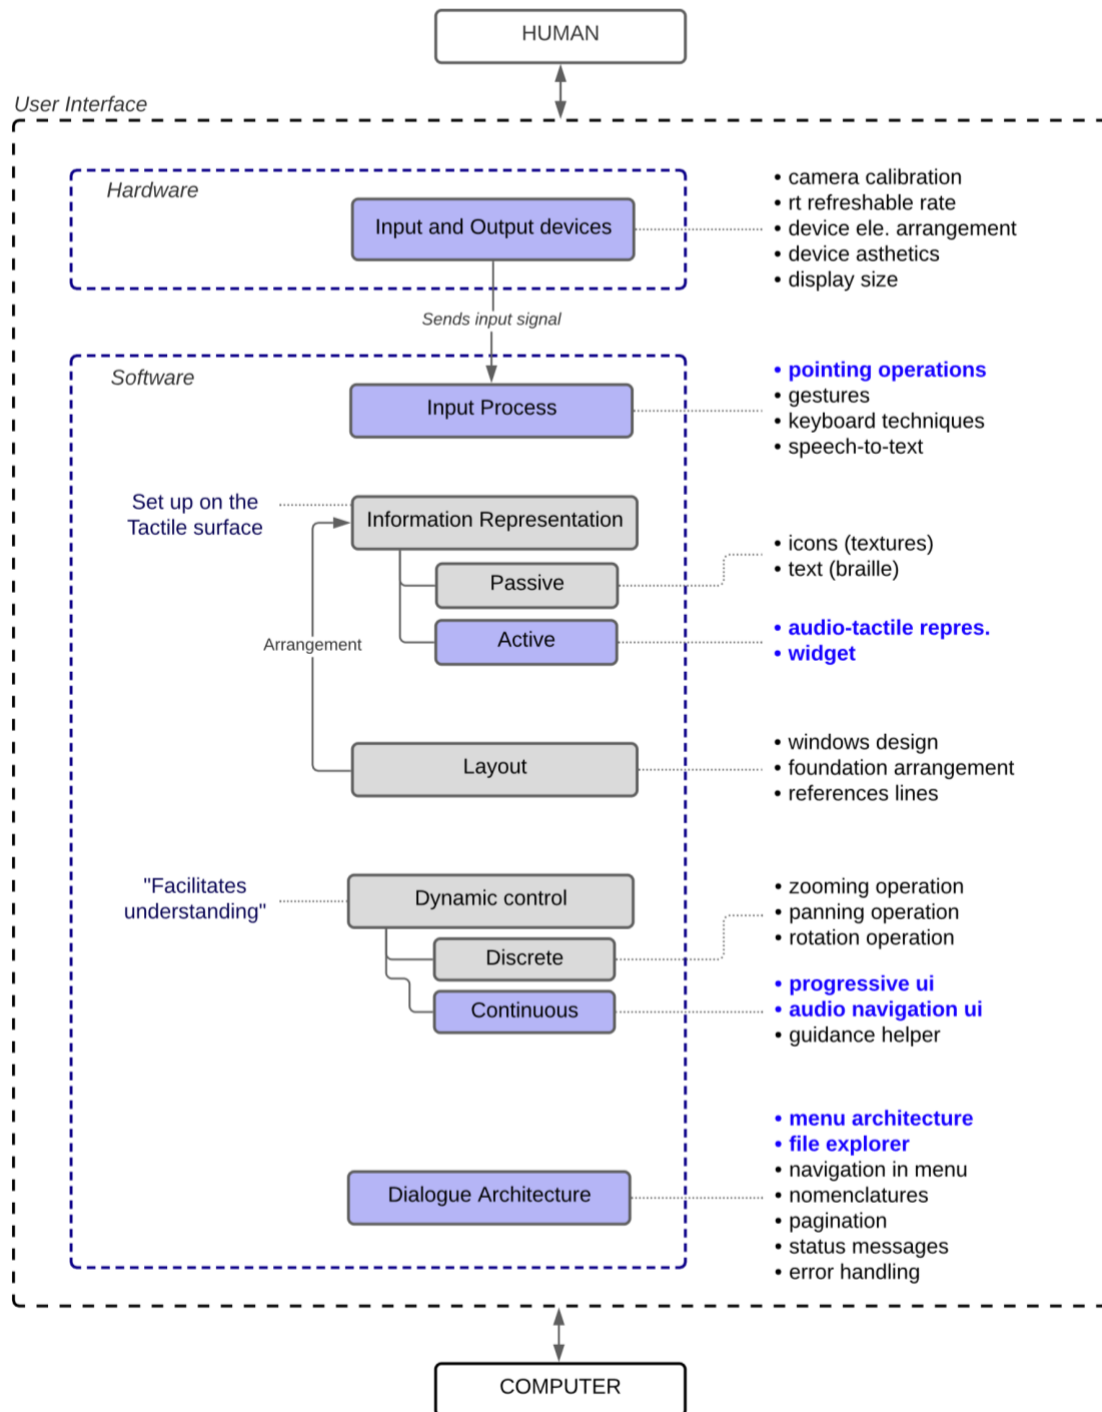 HUMAN
User Interface
Hardware
Input and Output devices
• camera calibration
• rt refreshable rate
• device ele. arrangement
• device asthetics
• display size
Sends input signal
Software
Input Process
• pointing operations
• gestures
• keyboard techniques
• speech-to-text
Set up on the
Tactile surface
Information Representation
Passive
• icons (textures)
• text (braille)
Active
• audio-tactile repres.
• widget
Arrangement
Layout
• windows design
• foundation arrangement
• references lines
"Facilitates
understanding"
Dynamic control
Discrete
• zooming operation
• panning operation
• rotation operation
Continuous
• progressive ui
• audio navigation ui
• guidance helper
Dialogue Architecture
• menu architecture
• file explorer
• navigation in menu
• nomenclatures
• pagination
• status messages
• error handling
COMPUTER